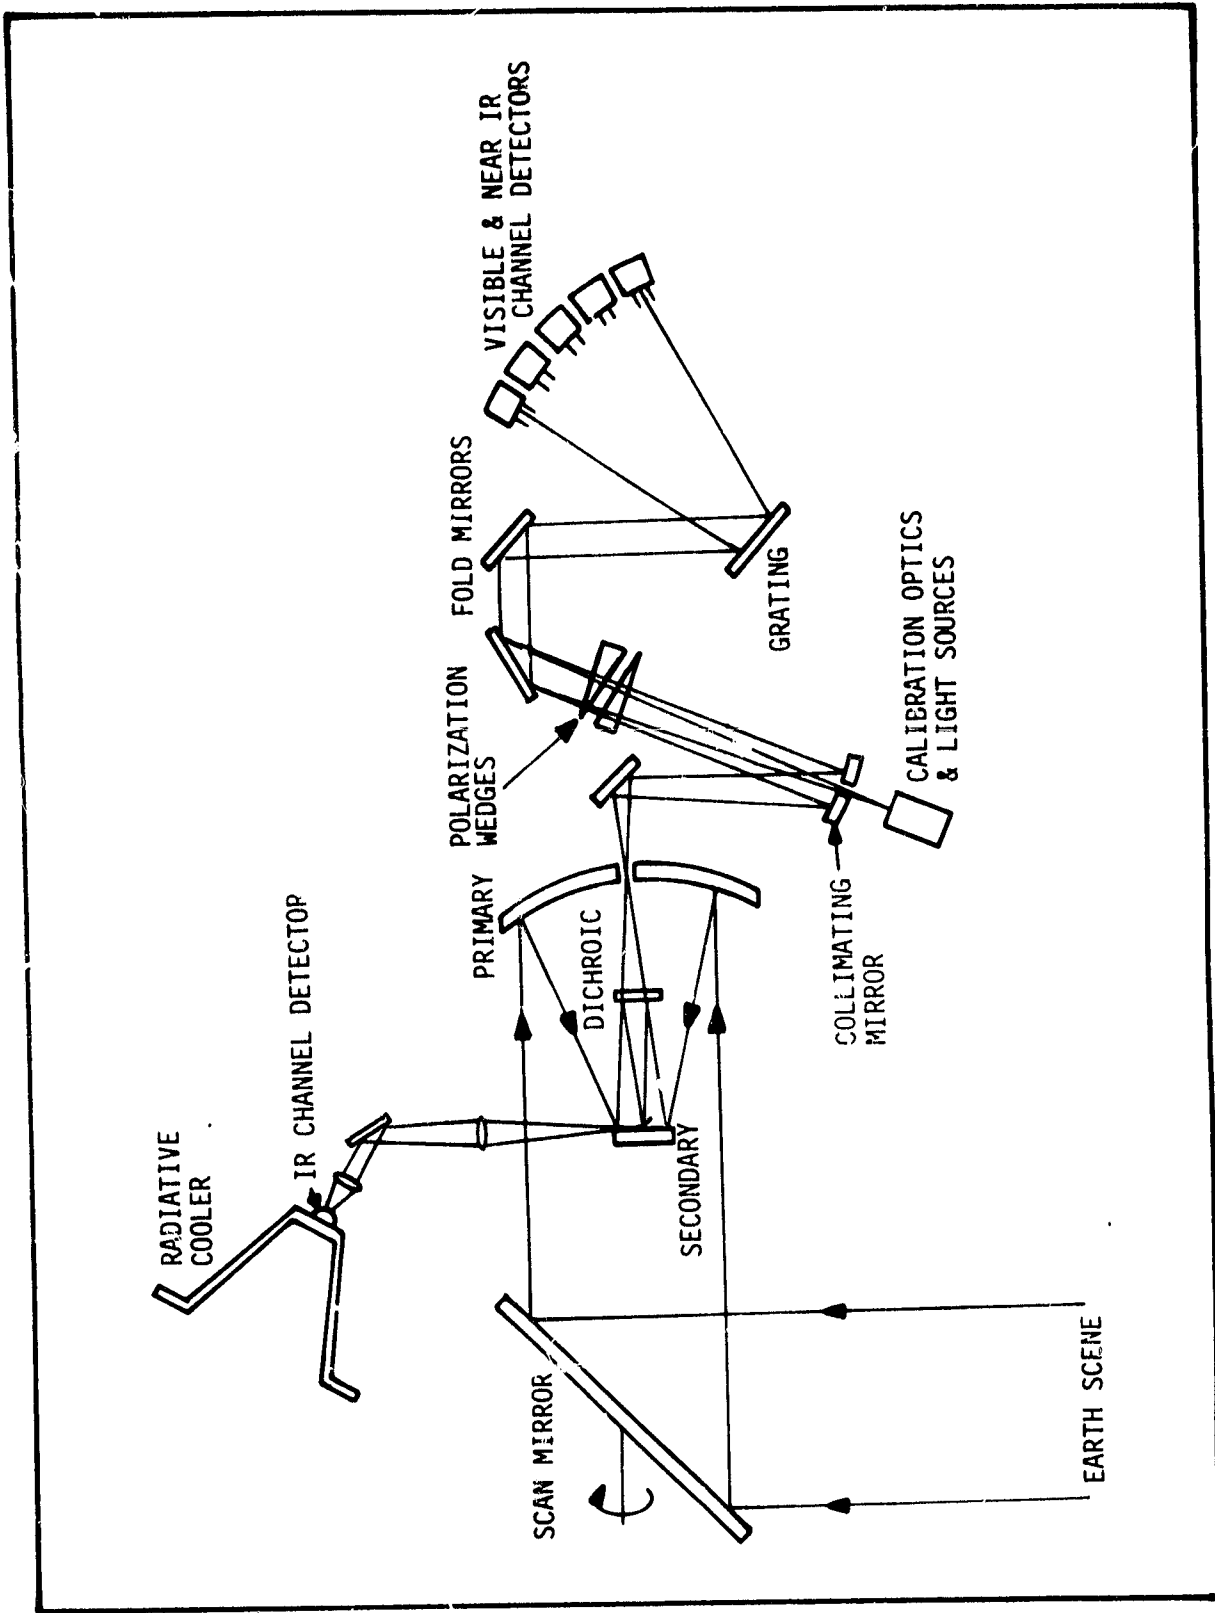 RADIATIVE
COOLER
IR CHANNEL DETECTOR
VISIBLE & NEAR IR
CHANNEL DETECTORS
FOLD MIRRORS
POLARIZATION
WEDGES
PRIMARY
DICHROIC
SCAN MIRROR
SECONDARY
GRATING
COLLIMATING
MIRROR
CALIBRATION OPTICS
& LIGHT SOURCES
EARTH SCENE